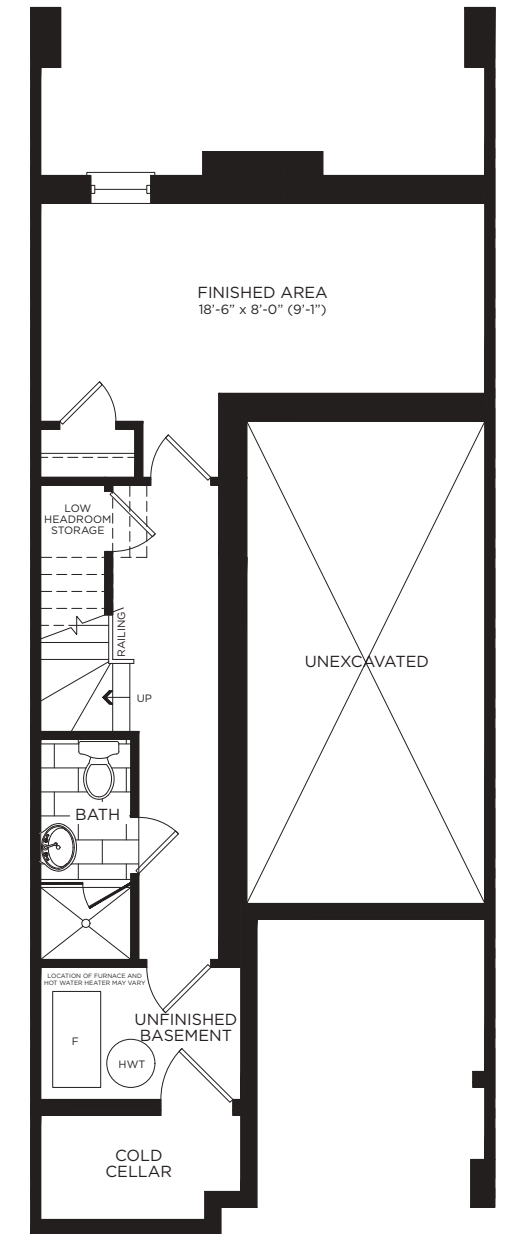 FINISHED AREA
18’-6” x 8’-0” (9’-1”)
LOW
HEADROOM
STORAGE
RAILING
UP
UNEXCAVATED
BATH
LOCATION OF FURNACE AND
HOT WATER HEATER MAY VARY
UNFINISHED
BASEMENT
F
HWT
COLD
CELLAR